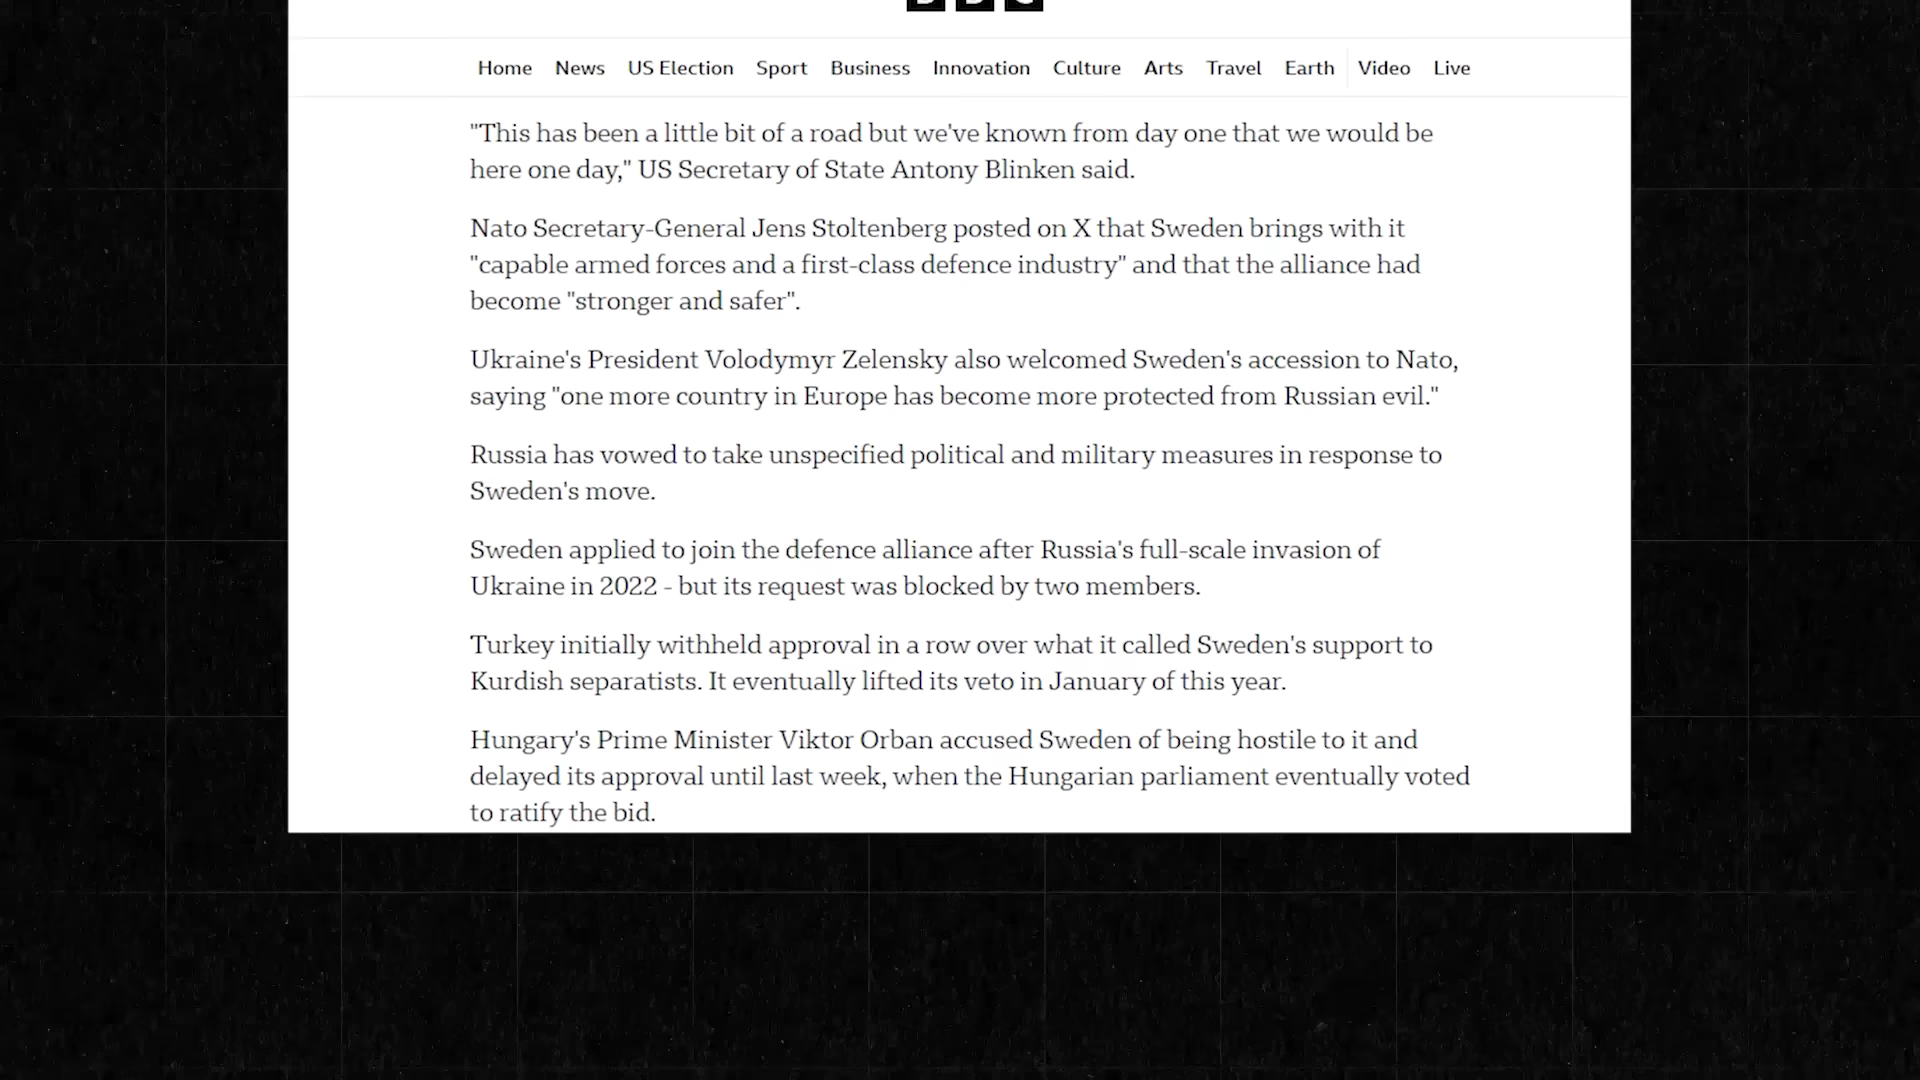 BBC
Home News US Election Sport Business Innovation Culture Arts Travel Earth Video Live
"This has been a little bit of a road but we've known from day one that we would be
here one day," US Secretary of State Antony Blinken said.
Nato Secretary-General Jens Stoltenberg posted on X that Sweden brings with it
"capable armed forces and a first-class defence industry" and that the alliance had
become "stronger and safer".
Ukraine's President Volodymyr Zelensky also welcomed Sweden's accession to Nato,
saying "one more country in Europe has become more protected from Russian evil."
Russia has vowed to take unspecified political and military measures in response to
Sweden's move.
Sweden applied to join the defence alliance after Russia's full-scale invasion of
Ukraine in 2022 - but its request was blocked by two members.
Turkey initially withheld approval in a row over what it called Sweden's support to
Kurdish separatists. It eventually lifted its veto in January of this year.
Hungary's Prime Minister Viktor Orban accused Sweden of being hostile to it and
delayed its approval until last week, when the Hungarian parliament eventually voted
to ratify the bid.